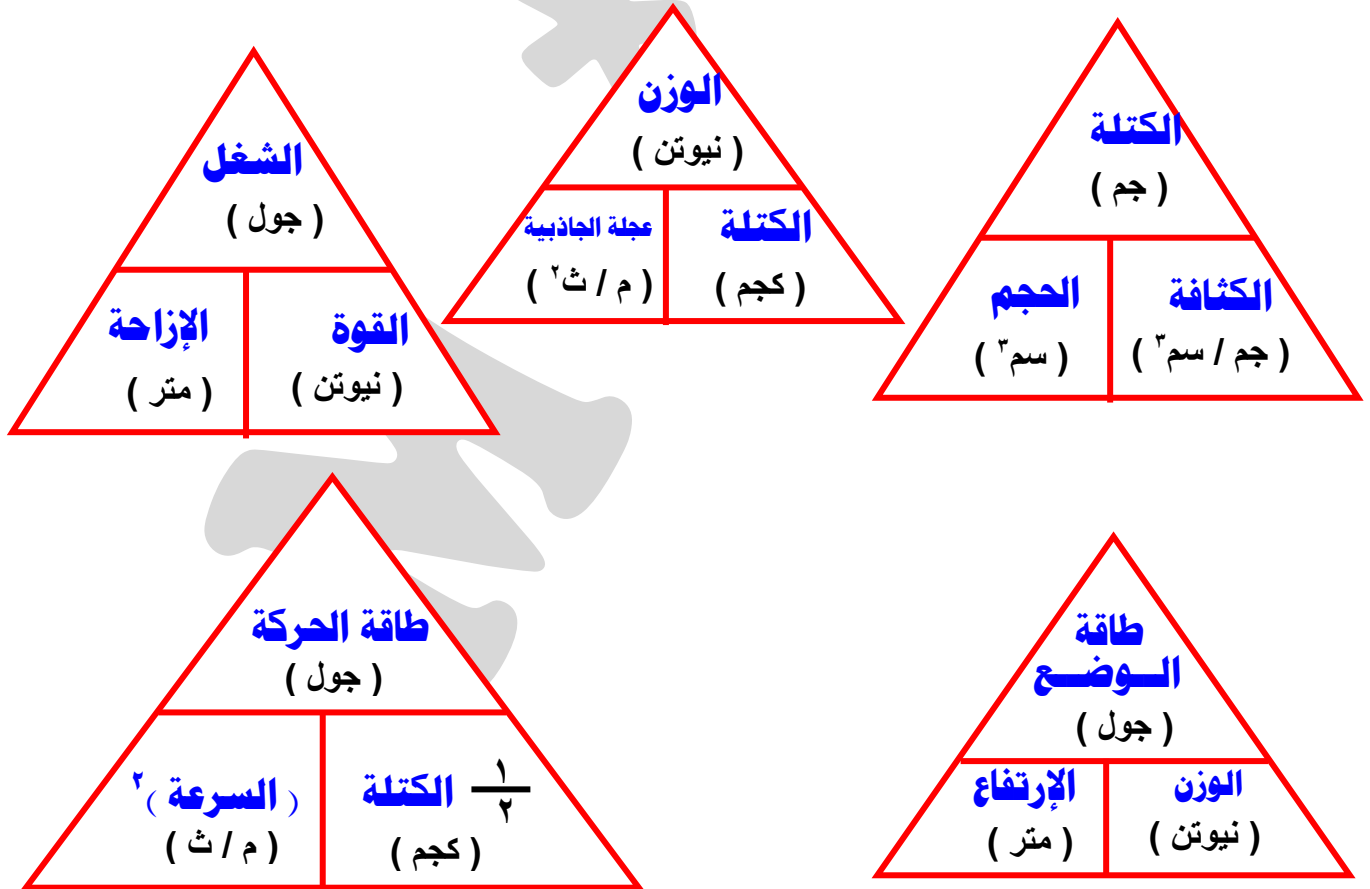 الكتلة
( جم )
الكثافة
( جم / سم٣ )
الحجم
( سم٣ )
الوزن
( نيوتن )
الكتلة
( كجم )
عجلة الجاذبية
( م / ث٢ )
الشغل
( جول )
القوة
( نيوتن )
الإزاحة
( متر )
طاقة
الـــوضـــع
( جول )
الوزن
( نيوتن )
الإرتفاع
( متر )
طاقة الحركة
( جول )
١/٢ الكتلة
( كجم )
( السرعة )٢
( م / ث )